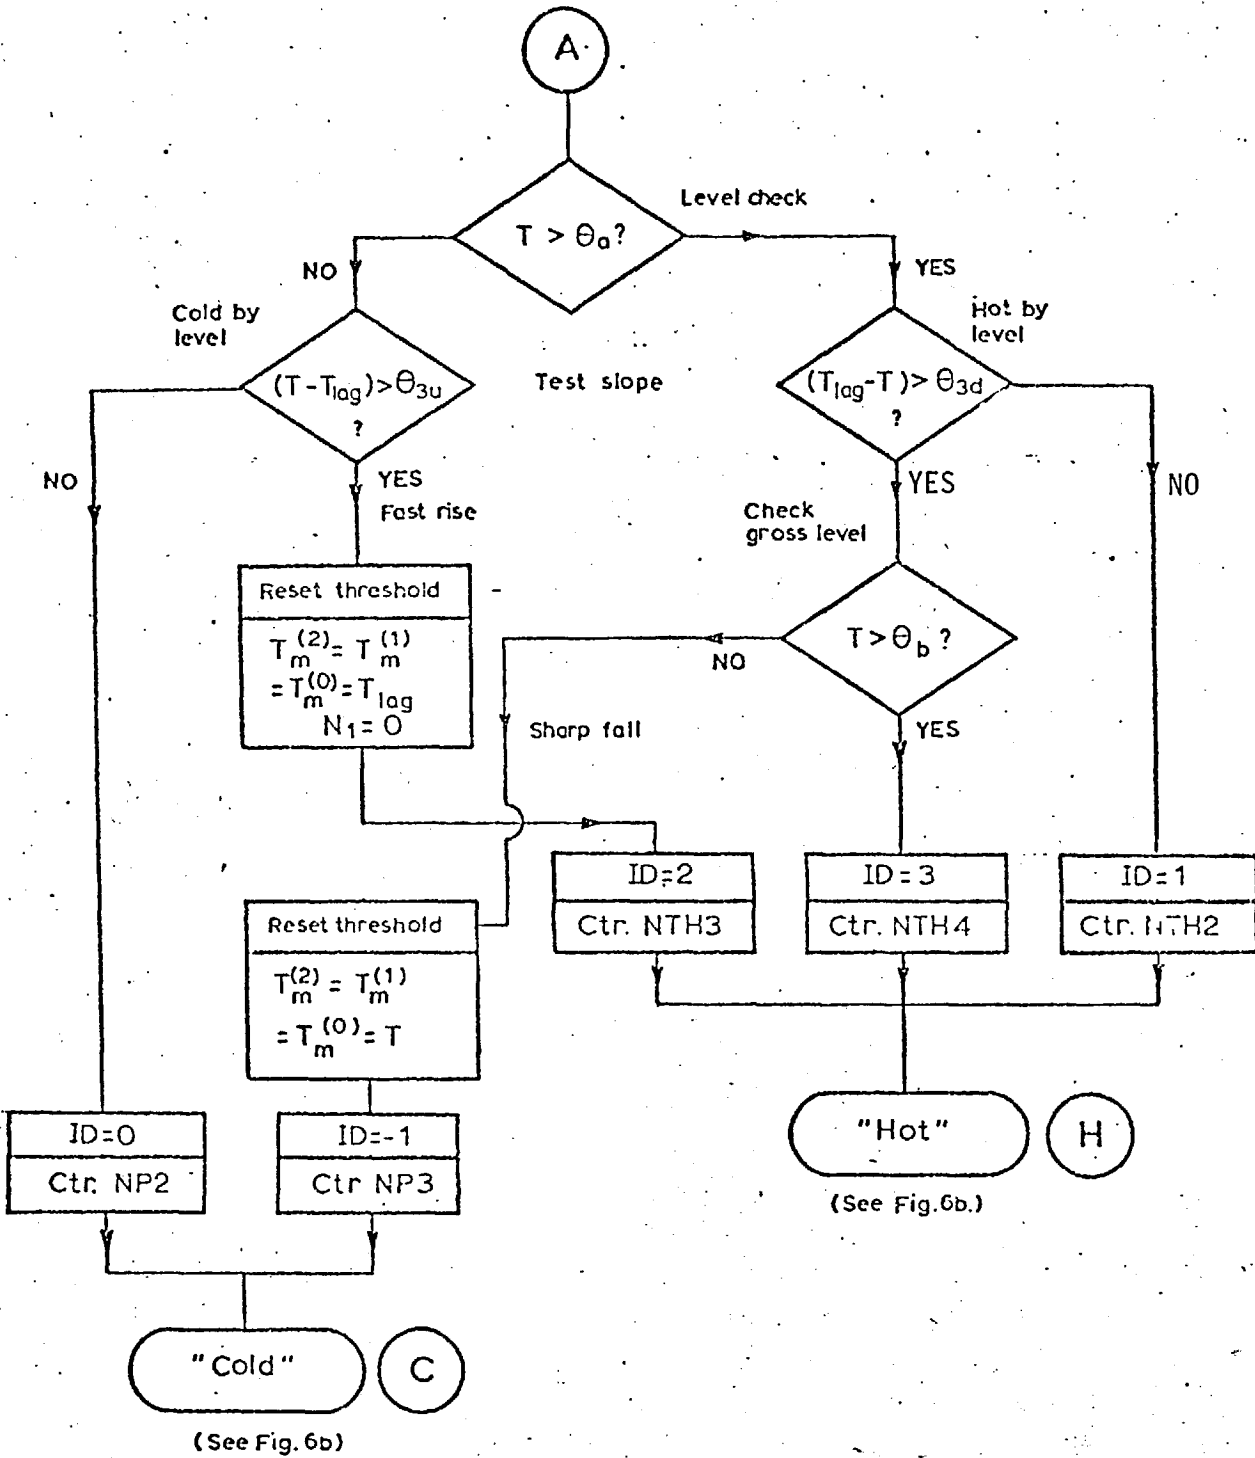 A
Level check
T > θa?
NO
YES
Cold by
level
Hot by
level
(T-Tlag)>θ3u
?
Test slope
(Tlag-T)>θ3d
?
NO
YES
Fast rise
YES
NO
Check
gross level
Reset threshold
Tm(2)= Tm(1)
=Tm(0)=Tlag
N1=0
T>θb?
NO
YES
Sharp fall
ID=2
Ctr. NTH3
ID=3
Ctr. NTH4
ID=1
Ctr. NTH2
Reset threshold
Tm(2)= Tm(1)
=Tm(0)=T
ID=0
Ctr. NP2
ID=-1
Ctr NP3
"Hot"
H
(See Fig.6b.)
"Cold"
C
(See Fig. 6b)